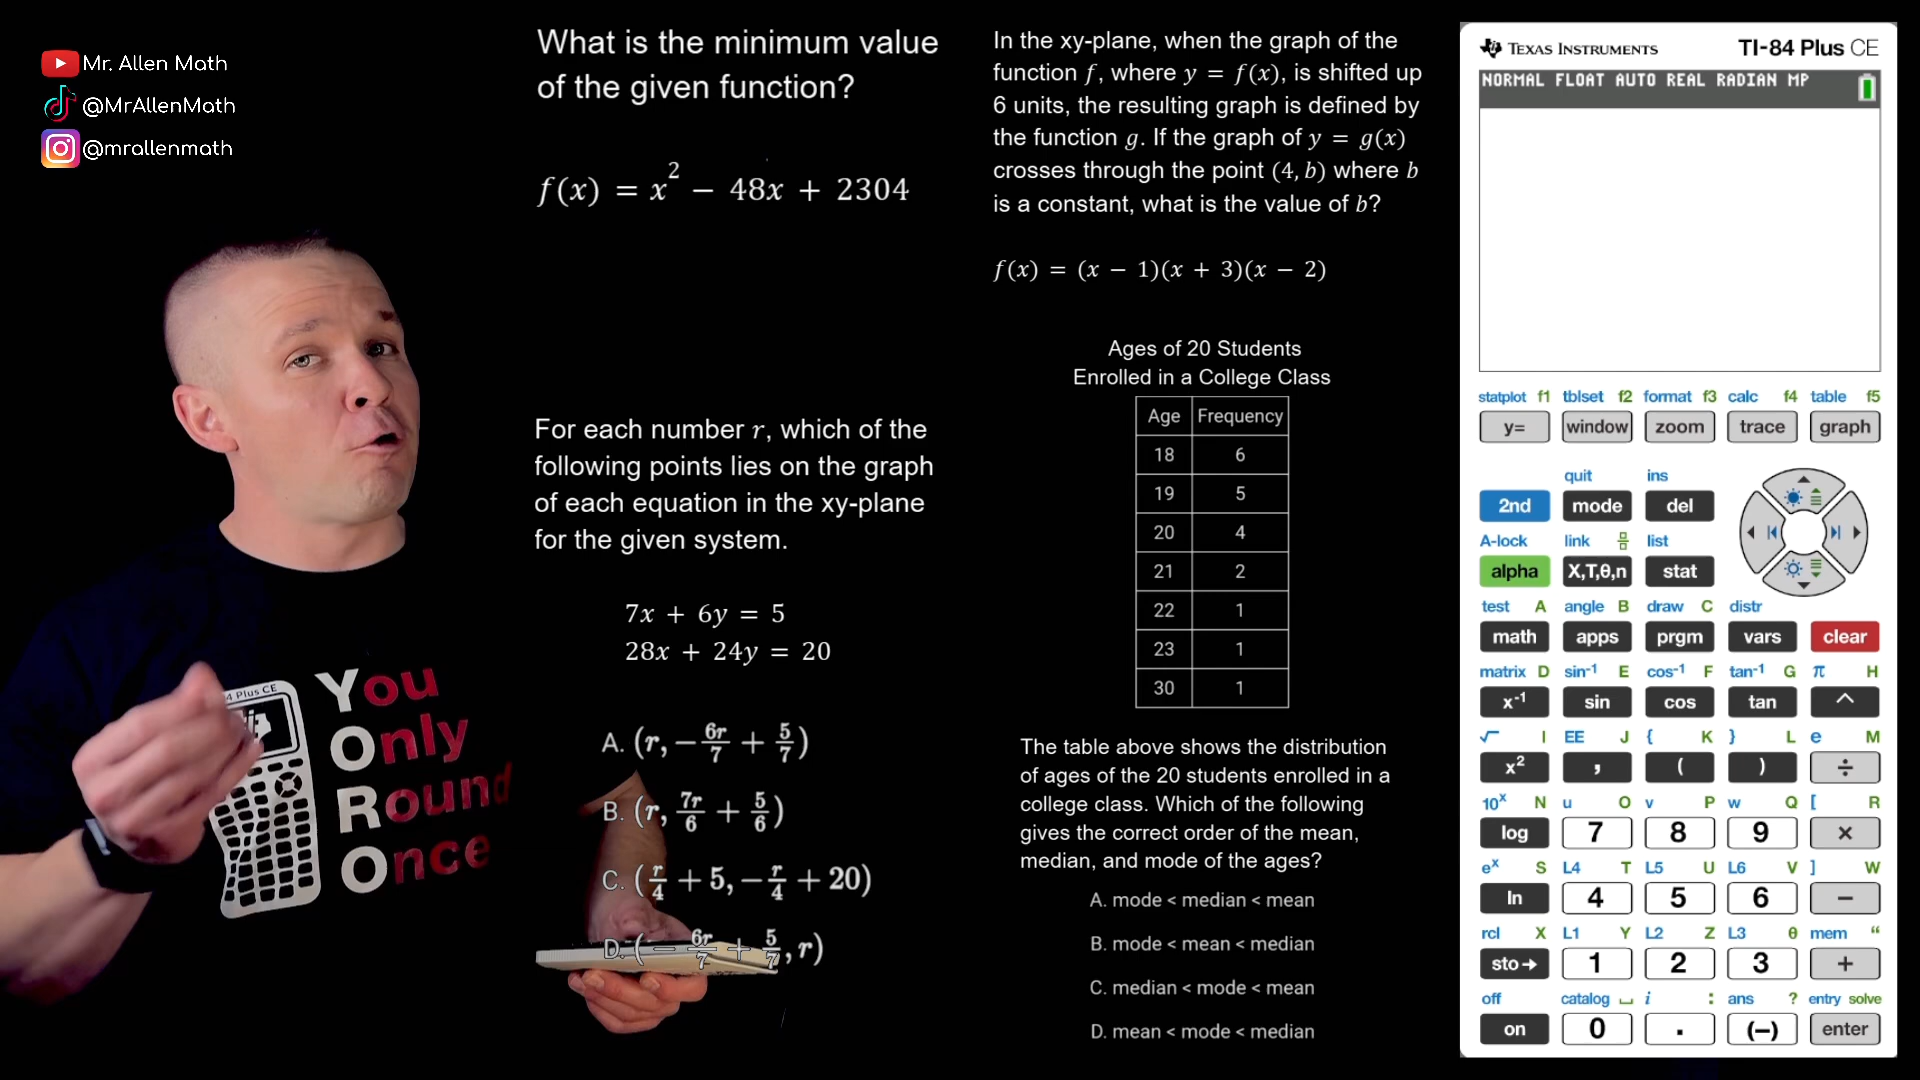 Mr. Allen Math
@MrAllenMath
@mrallenmath
What is the minimum value
of the given function?
f(x) = x² − 48x + 2304
For each number r, which of the
following points lies on the graph
of each equation in the xy-plane
for the given system.
7x + 6y = 5
28x + 24y = 20
A. (r, −6r/7 + 5/7)
B. (r, 7r/6 + 5/6)
C. (r/4 + 5, −r/4 + 20)
D. (− 6r/7 + 5/7, r)
4 Plus CE
You
Only
Round
Once
In the xy-plane, when the graph of the
function f, where y = f(x), is shifted up
6 units, the resulting graph is defined by
the function g. If the graph of y = g(x)
crosses through the point (4, b) where b
is a constant, what is the value of b?
f(x) = (x − 1)(x + 3)(x − 2)
Ages of 20 Students
Enrolled in a College Class
Age Frequency
18 6
19 5
20 4
21 2
22 1
23 1
30 1
The table above shows the distribution
of ages of the 20 students enrolled in a
college class. Which of the following
gives the correct order of the mean,
median, and mode of the ages?
A. mode < median < mean
B. mode < mean < median
C. median < mode < mean
D. mean < mode < median
TEXAS INSTRUMENTS TI-84 Plus CE
NORMAL FLOAT AUTO REAL RADIAN MP
statplot f1 tblset f2 format f3 calc f4 table f5
y= window zoom trace graph
quit ins
2nd mode del
A-lock link list
alpha X,T,θ,n stat
test A angle B draw C distr
math apps prgm vars clear
matrix D sin⁻¹ E cos⁻¹ F tan⁻¹ G π H
x⁻¹ sin cos tan ^
√ I EE J { K } L e M
x² , ( ) ÷
10ˣ N u O v P w Q [ R
log 7 8 9 ×
eˣ S L4 T L5 U L6 V ] W
ln 4 5 6 −
rcl X L1 Y L2 Z L3 θ mem “
sto→ 1 2 3 +
off catalog ⎵ i : ans ? entry solve
on 0 . (−) enter